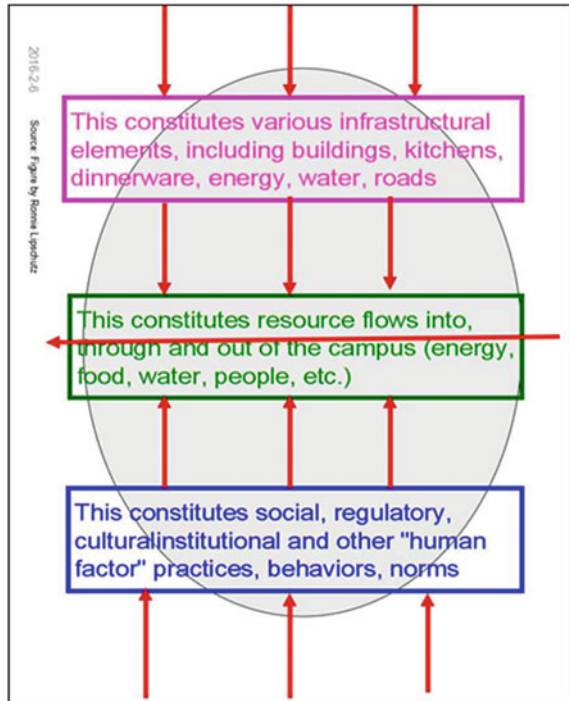 2016-2-6
Source: Figure by Ronnie Lipschutz
This constitutes various infrastructural
elements, including buildings, kitchens,
dinnerware, energy, water, roads
This constitutes resource flows into,
through and out of the campus (energy,
food, water, people, etc.)
This constitutes social, regulatory,
culturalinstitutional and other "human
factor" practices, behaviors, norms